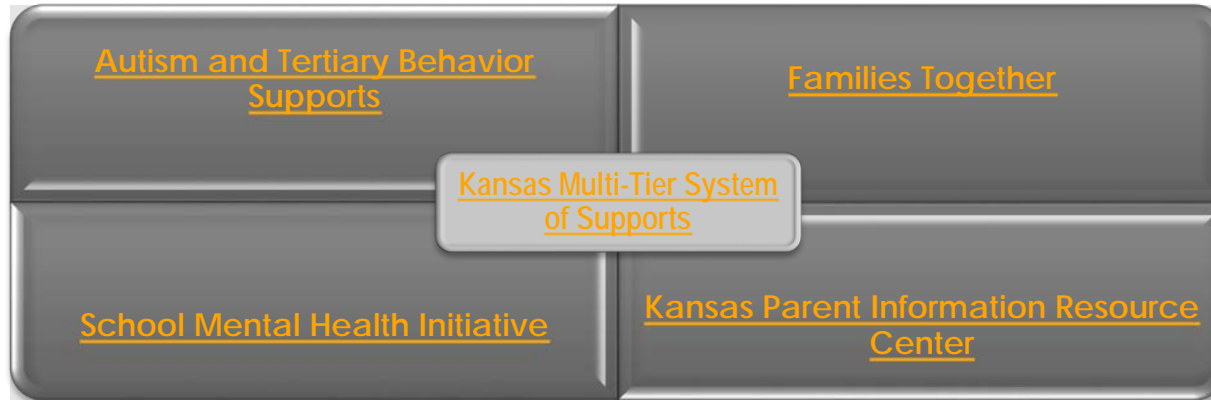 Autism and Tertiary Behavior
Supports
Families Together
Kansas Multi-Tier System
of Supports
School Mental Health Initiative
Kansas Parent Information Resource
Center